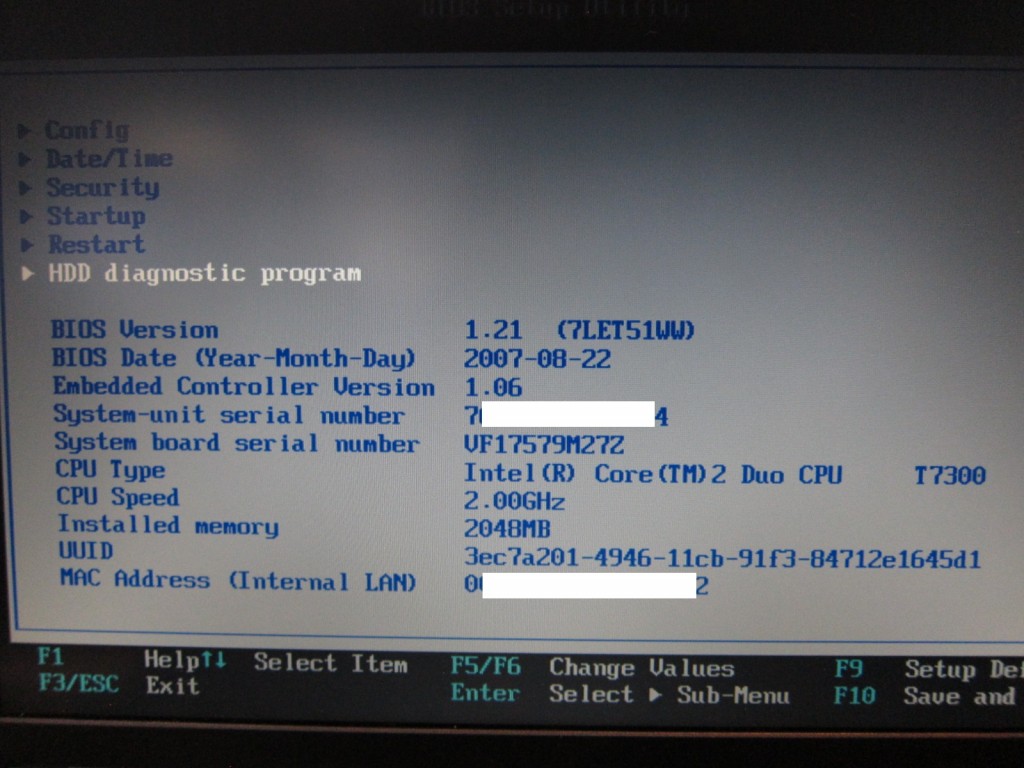 BIOS Setup Utility
▶ Config
▶ Date/Time
▶ Security
▶ Startup
▶ Restart
▶ HDD diagnostic program
BIOS Version 1.21 (7LET51WW)
BIOS Date (Year-Month-Day) 2007-08-22
Embedded Controller Version 1.06
System-unit serial number 7 4
System board serial number VF17579M27Z
CPU Type Intel(R) Core(TM)2 Duo CPU T7300
CPU Speed 2.00GHz
Installed memory 2048MB
UUID 3ec7a201-4946-11cb-91f3-84712e1645d1
MAC Address (Internal LAN) 0 2
F1 Help ↑↓ Select Item F5/F6 Change Values F9 Setup De
F3/ESC Exit Enter Select ▶ Sub-Menu F10 Save and